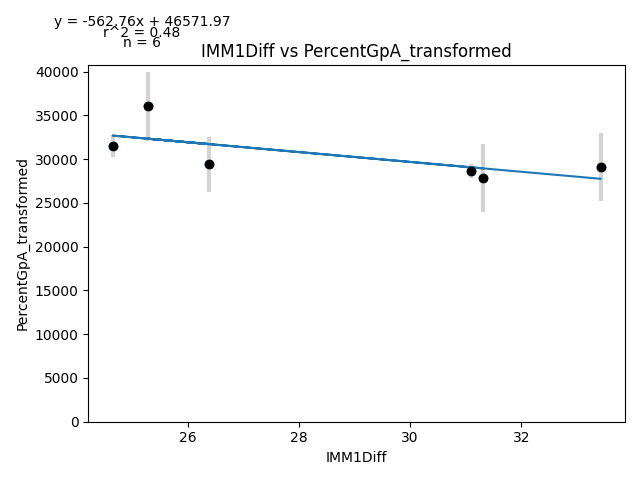 y = -562.76x + 46571.97
r^2 = 0.48
n = 6
IMM1Diff vs PercentGpA_transformed
40000
35000
30000
25000
20000
15000
10000
5000
0
PercentGpA_transformed
26
28
30
32
IMM1Diff